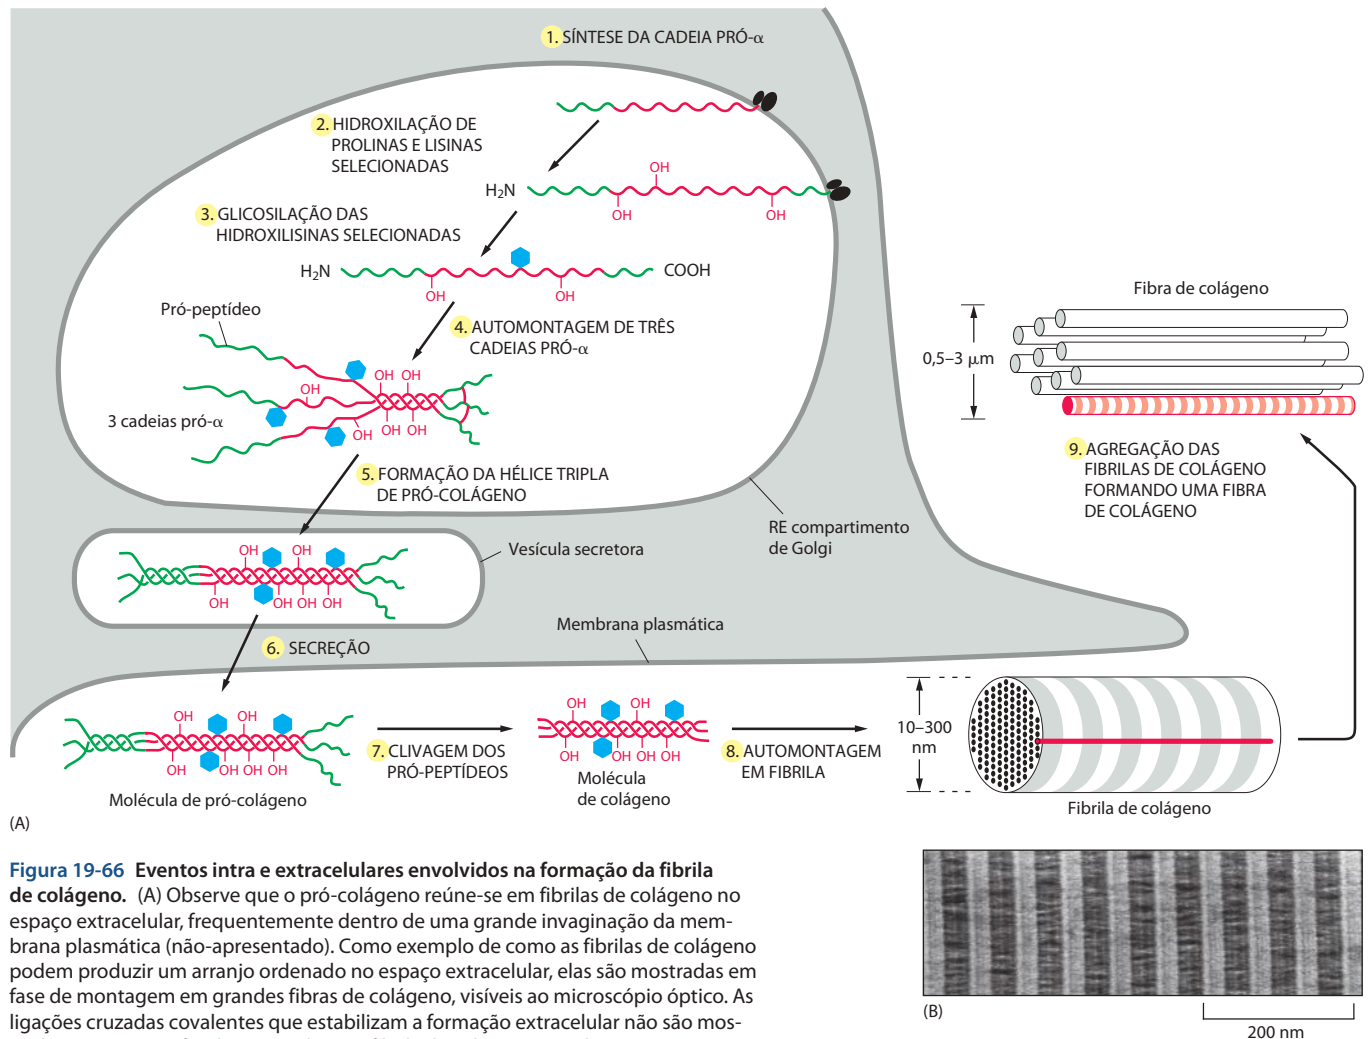 1. SÍNTESE DA CADEIA PRÓ-α
2. HIDROXILAÇÃO DE
PROLINAS E LISINAS
SELECIONADAS
OH
H₂N
OH
OH
3. GLICOSILAÇÃO DAS
HIDROXILISINAS SELECIONADAS
H₂N
COOH
OH
OH
Pró-peptídeo
4. AUTOMONTAGEM DE TRÊS
CADEIAS PRÓ-α
OH OH
OH
3 cadeias pró-α
OH
OH OH
5. FORMAÇÃO DA HÉLICE TRIPLA
DE PRÓ-COLÁGENO
RE compartimento
de Golgi
Vesícula secretora
OH
OH
OH
OH OH OH
Membrana plasmática
6. SECREÇÃO
OH
OH
OH
OH OH OH
Molécula de pró-colágeno
7. CLIVAGEM DOS
PRÓ-PEPTÍDEOS
OH
OH
OH
OH OH OH
Molécula
de colágeno
8. AUTOMONTAGEM
EM FIBRILA
10–300
nm
Fibrila de colágeno
Fibra de colágeno
0,5–3 μm
9. AGREGAÇÃO DAS
FIBRILAS DE COLÁGENO
FORMANDO UMA FIBRA
DE COLÁGENO
(A)
Figura 19-66 Eventos intra e extracelulares envolvidos na formação da fibrila
de colágeno. (A) Observe que o pró-colágeno reúne-se em fibrilas de colágeno no
espaço extracelular, frequentemente dentro de uma grande invaginação da mem-
brana plasmática (não-apresentado). Como exemplo de como as fibrilas de colágeno
podem produzir um arranjo ordenado no espaço extracelular, elas são mostradas em
fase de montagem em grandes fibras de colágeno, visíveis ao microscópio óptico. As
ligações cruzadas covalentes que estabilizam a formação extracelular não são mos-
(B)
200 nm